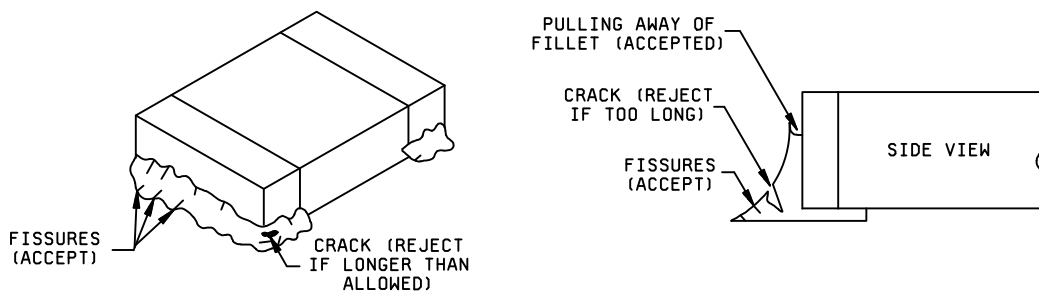 FISSURES
(ACCEPT)
CRACK (REJECT
IF LONGER THAN
ALLOWED)
PULLING AWAY OF
FILLET (ACCEPTED)
CRACK (REJECT
IF TOO LONG)
FISSURES
(ACCEPT)
SIDE VIEW